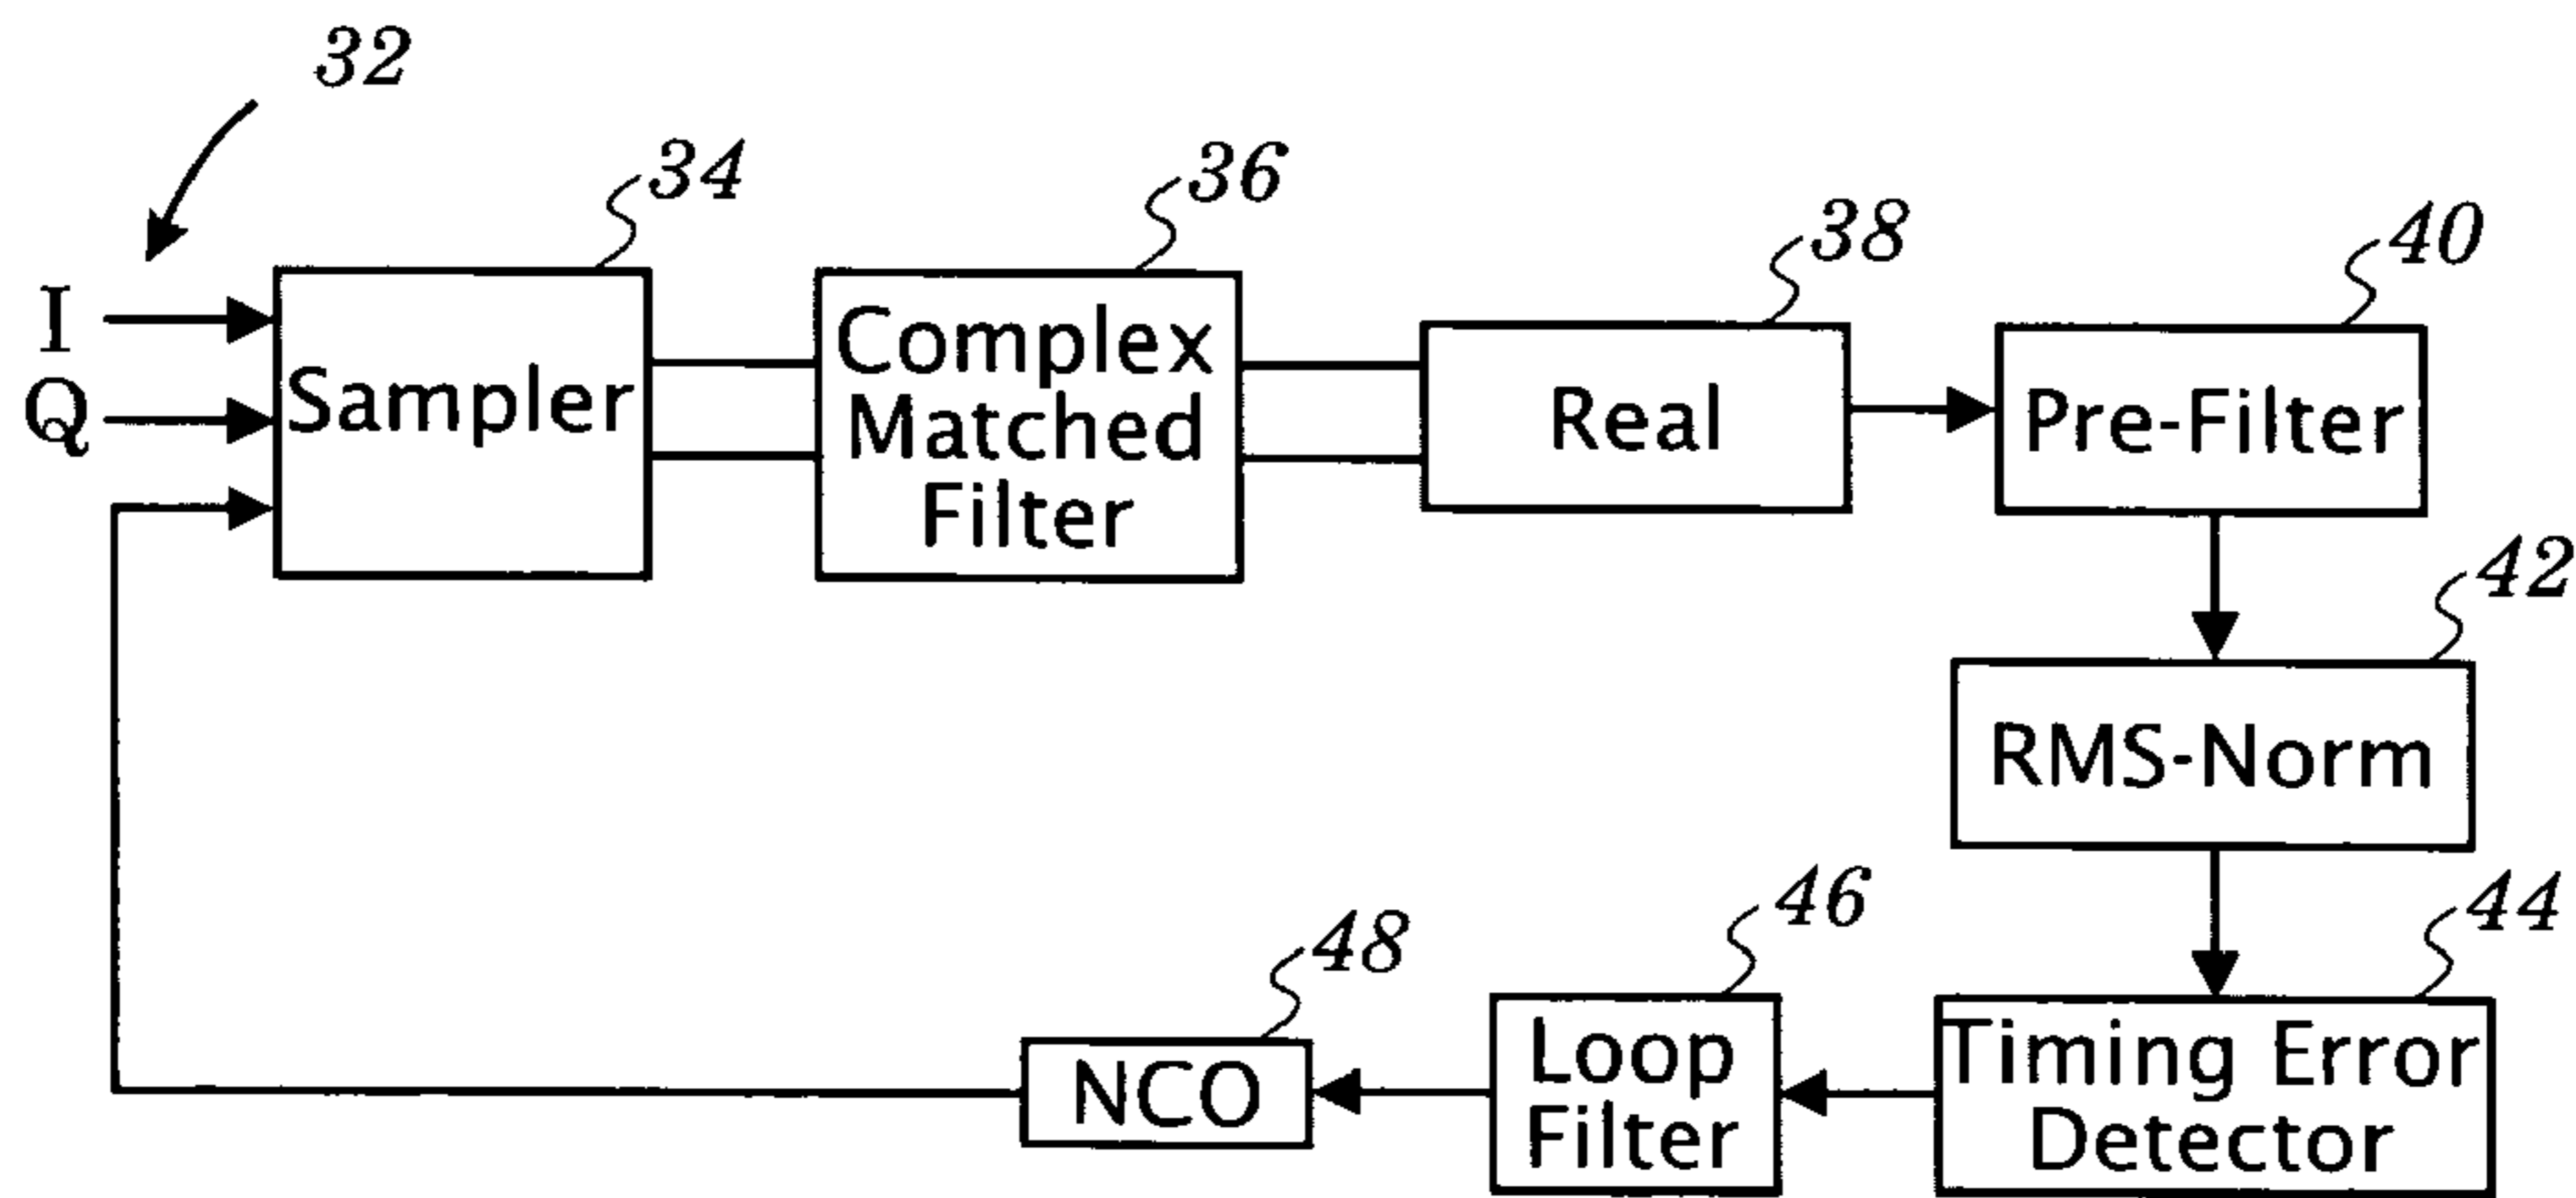 32
34
36
38
40
I
Q
Sampler
Complex
Matched
Filter
Real
Pre-Filter
42
RMS-Norm
44
46
48
NCO
Loop
Filter
Timing Error
Detector